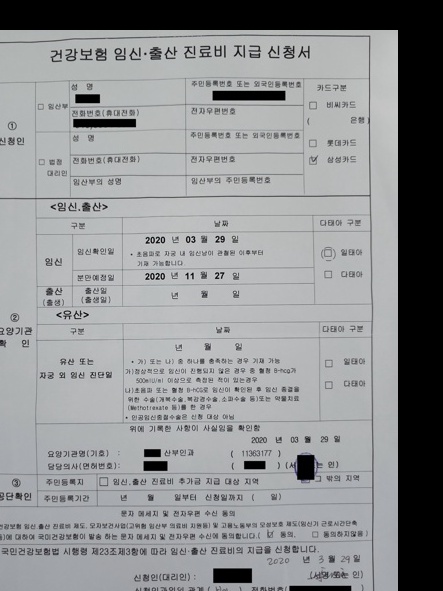 건강보험 임신·출산 진료비 지급 신청서
①
신청인
□ 임산부
성 명
주민등록번호 또는 외국인등록번호
카드구분
전화번호(휴대전화)
전자우편번호
□ 비씨카드
( 은행)
□ 법정
대리인
주민등록번호 또는 외국인등록번호
전화번호(휴대전화)
전자우편번호
□ 롯데카드
☑ 삼성카드
임산부의 성명
임산부의 주민등록번호
②
요양기관
확 인
<임신.출산>
구분 날짜 다태아 구분
임신
임신확인일
2020 년 03 월 29 일
* 초음파로 자궁 내 임신낭이 관찰된 이후부터
기재 가능합니다.
□ 일태아
□ 다태아
분만예정일
2020 년 11 월 27 일
출산
(출생)
출산일
(출생일)
년 월 일
<유산>
구분 날짜 다태아 구분
유산 또는
자궁 외 임신 진단일
년 월 일
* 가) 또는 나) 중 하나를 충족하는 경우 기재 가능
가)정상적으로 임신이 진행되지 않은 경우 중 혈청 B-hcg가
500mIU/ml 이상으로 측정된 적이 있는경우
나)초음파 또는 혈청 B-hCG로 임신이 확인된 후 임신 종결을
위한 수술(개복수술,복강경수술,소파수술 등)또는 약물치료
(Methotrexate 등)를 한 경우
* 인공임신중절수술은 신청 대상 아님
□ 일태아
□ 다태아
위에 기록한 사항이 사실임을 확인함
2020 년 03 월 29 일
요양기관명(기호) : 산부인과 ( 11363177 )
담당의사(면허번호): ( )
③
공단확인
주민등록지
□ 임신.출산 진료비 추가금 지급 대상 지역
그 밖의 지역
주민등록기간
년 월 일부터 신청일까지 ( 일)
문자 메세지 및 전자우편 수신 동의
건강보험 임신.출산 진료비 제도, 모자보건사업(고위험 임산부 의료비 지원등) 및 고용노동부의 모성보호 제도(임신기 근로시간단축
등)에 대하여 국민건강보험이 발송 하는 문자 메세지 및 전자우편 수신에 동의합니다.( ☑ 동의, □ 동의하지않음 )
국민건강보험법 시행령 제23조제3항에 따라 임신·출산 진료비의 지급을 신청합니다.
2020 년 3 월 29 일
신청인(대리인) : (서명 또는 인)